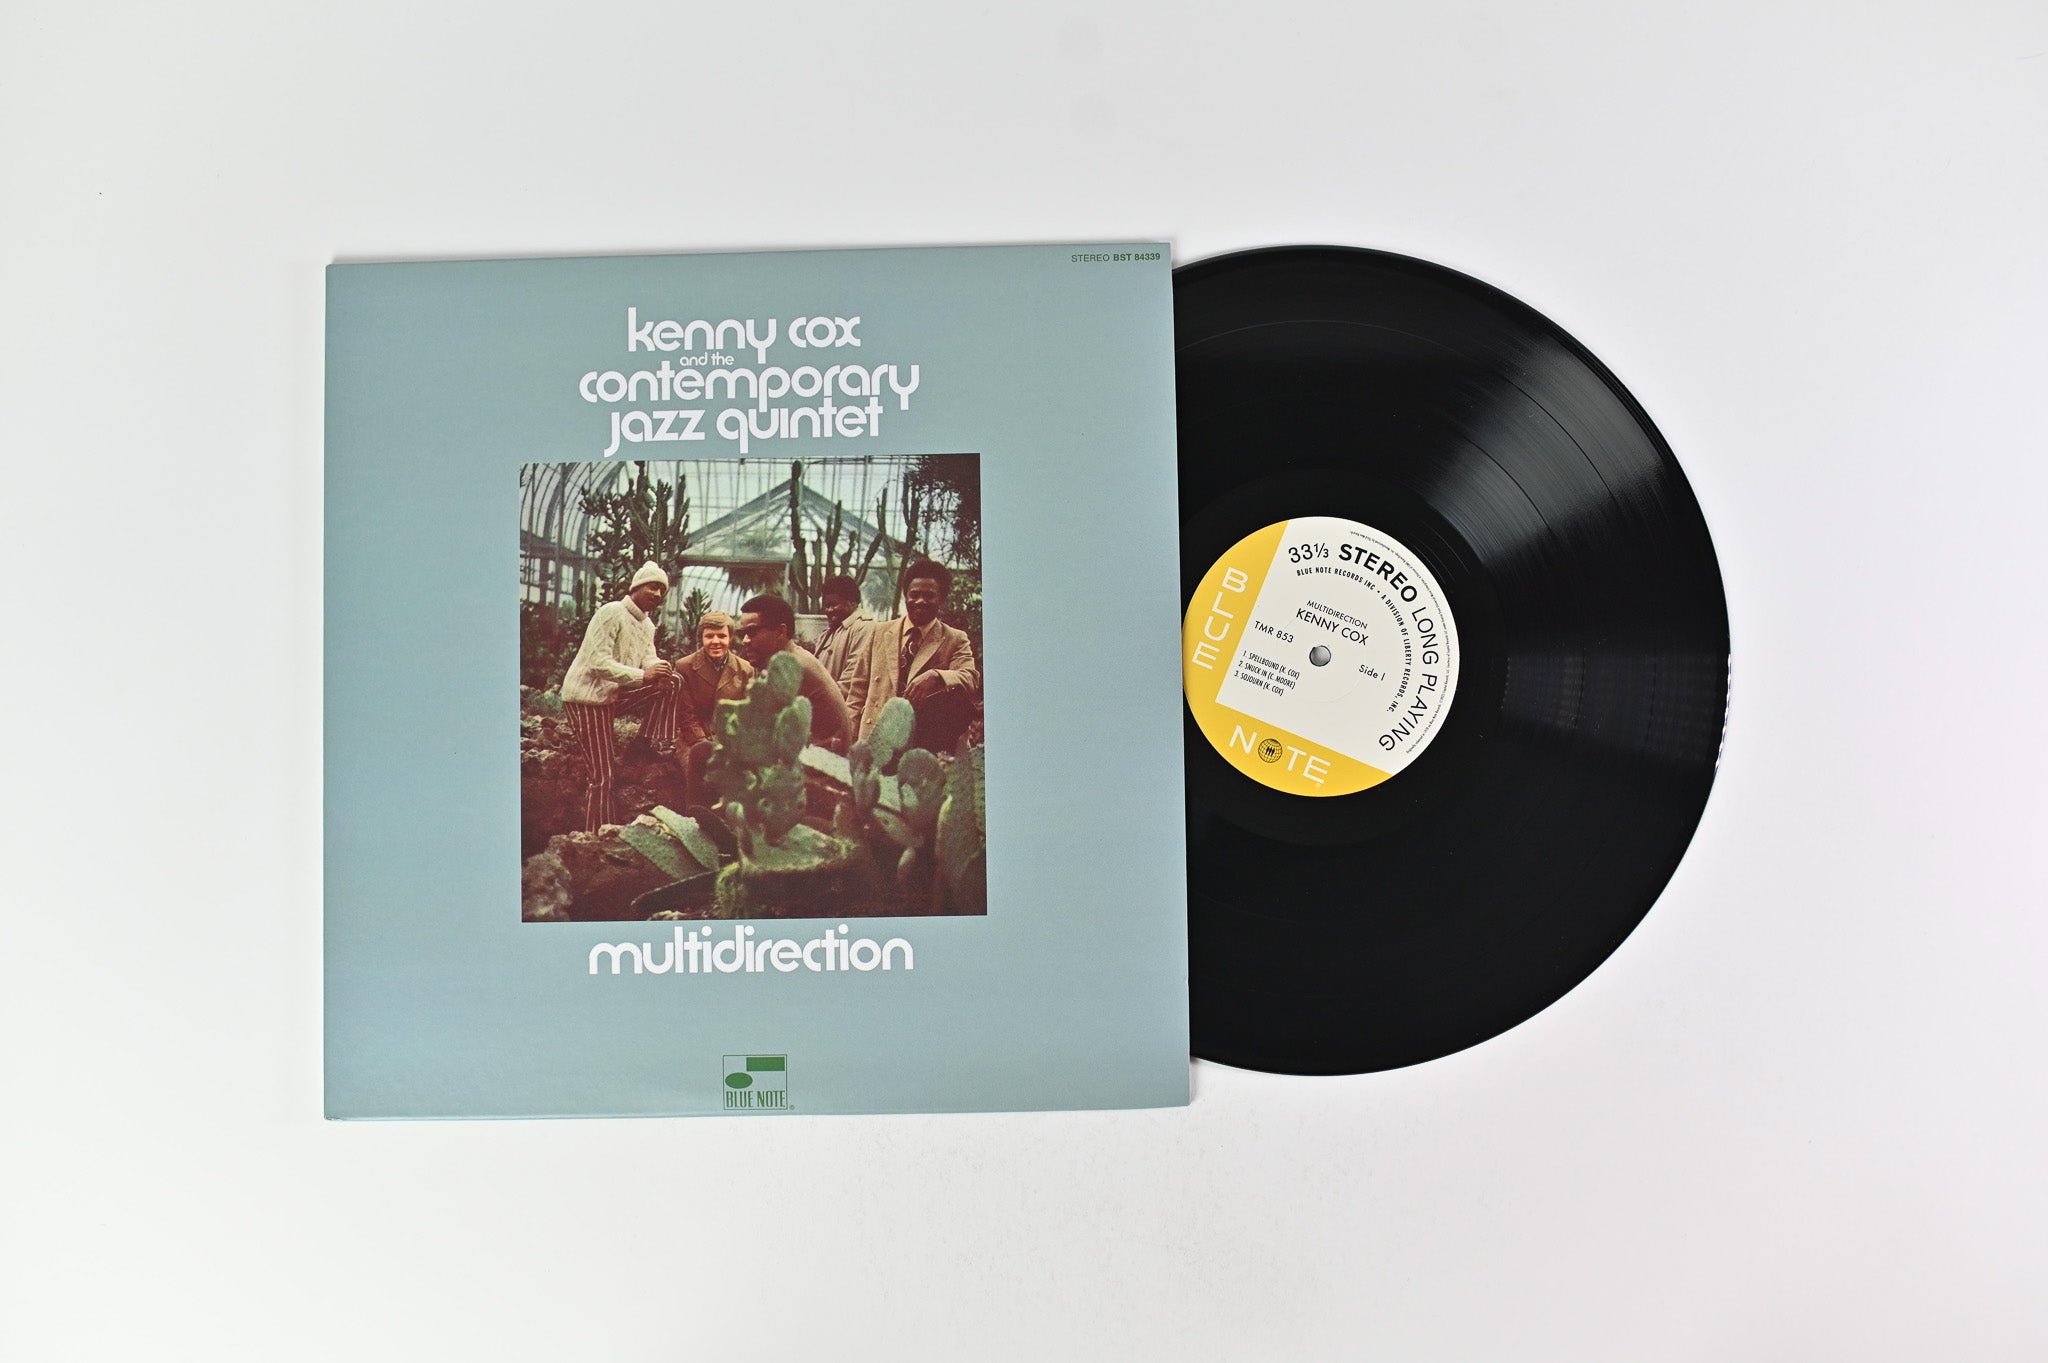 STEREO BST 84339
kenny cox
and the
contemporary
jazz quintet
multidirection
BLUE NOTE
®
33 1/3 STEREO LONG PLAYING
BLUE NOTE RECORDS INC • A DIVISION OF LIBERTY RECORDS, INC.
MULTIDIRECTION
KENNY COX
TMR 853
Side 1
1. SPELLBOUND (K. COX)
2. SNUCK IN (C. MOORE)
3. SOJOURN (K. COX)
BLUE
NOTE